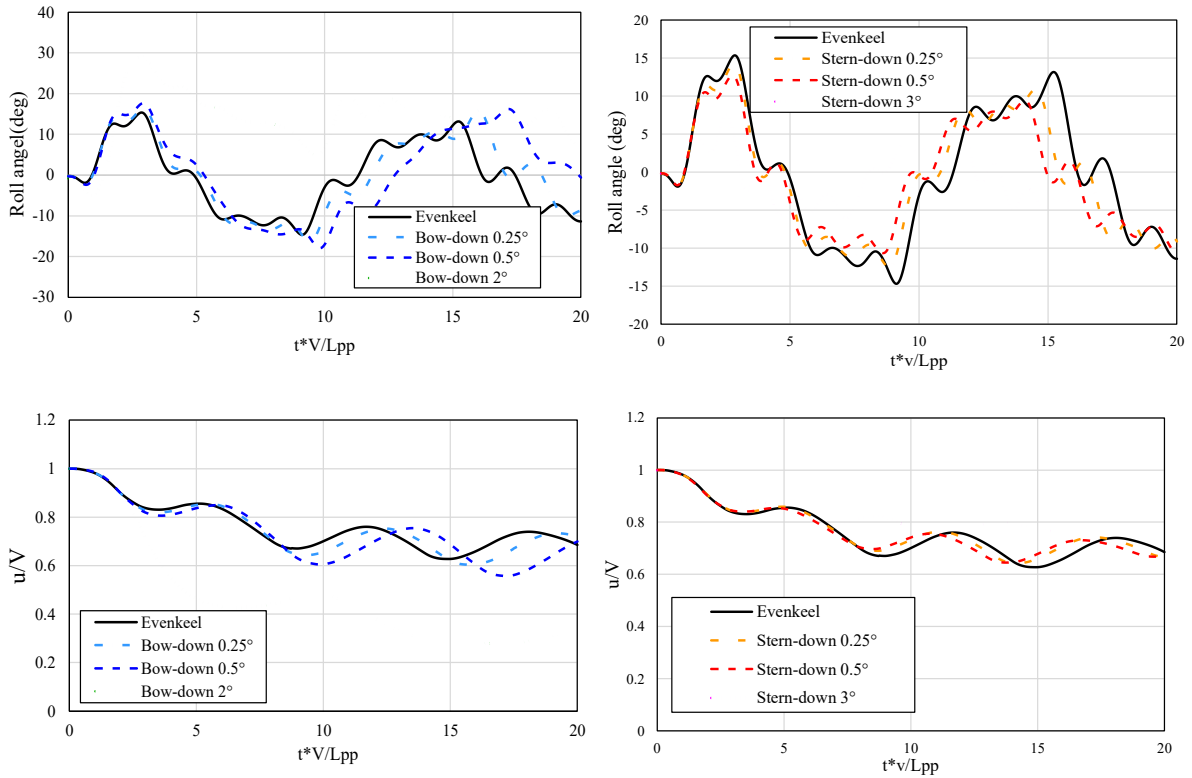 Roll angel(deg)
40
30
20
10
0
-10
-20
-30
0
5
10
15
20
t*V/Lpp
Evenkeel
Bow-down 0.25°
Bow-down 0.5°
Bow-down 2°
Roll angle (deg)
20
15
10
5
0
-5
-10
-15
-20
0
5
10
15
20
t*v/Lpp
Evenkeel
Stern-down 0.25°
Stern-down 0.5°
Stern-down 3°
u/V
1.2
1
0.8
0.6
0.4
0.2
0
0
5
10
15
20
t*V/Lpp
Evenkeel
Bow-down 0.25°
Bow-down 0.5°
Bow-down 2°
u/V
1.2
1
0.8
0.6
0.4
0.2
0
0
5
10
15
20
t*v/Lpp
Evenkeel
Stern-down 0.25°
Stern-down 0.5°
Stern-down 3°